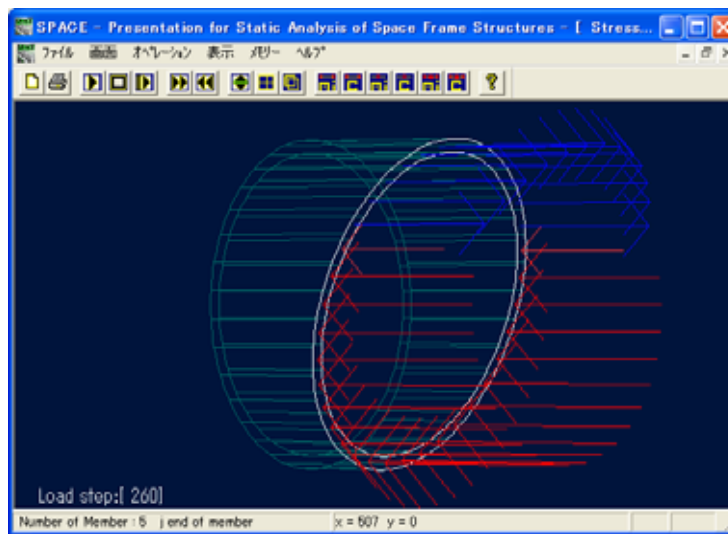 SPACE - Presentation for Static Analysis of Space Frame Structures - [ Stress...
ファイル 画面 オペレーション 表示 メモリー ヘルプ
Load step:[ 260]
Number of Member : 5 j end of member x = 507 y = 0